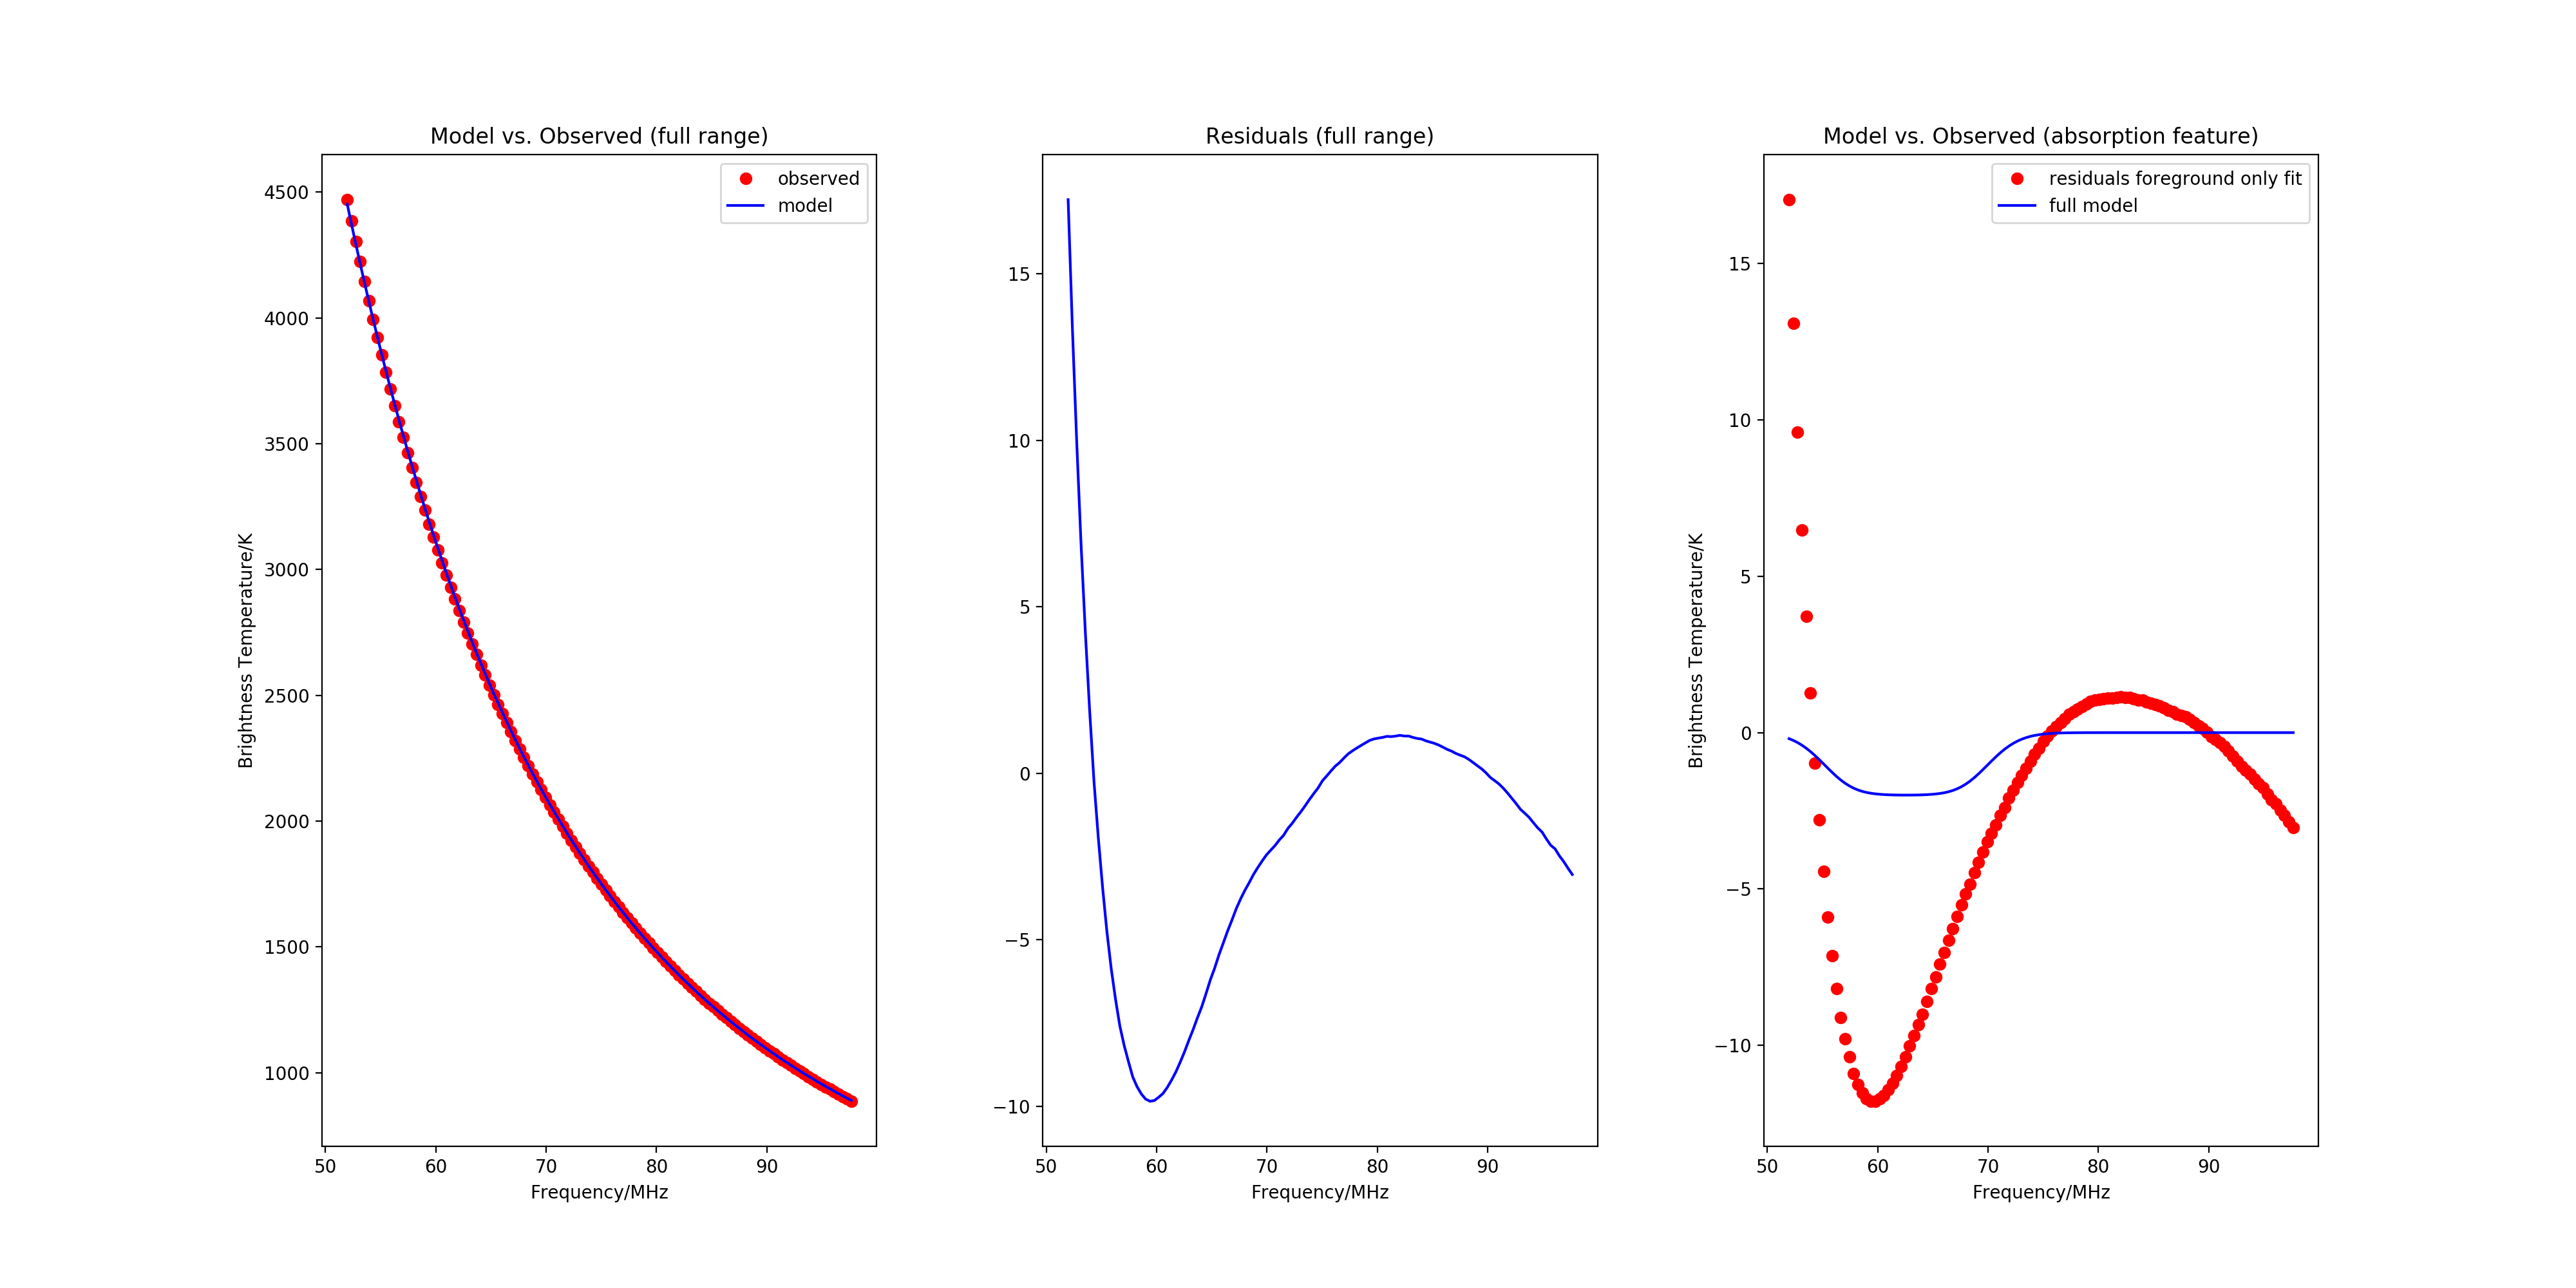 Model vs. Observed (full range)
observed
model
4500
4000
3500
3000
2500
2000
1500
1000
Brightness Temperature/K
50 60 70 80 90
Frequency/MHz
Residuals (full range)
15
10
5
0
−5
−10
50 60 70 80 90
Frequency/MHz
Model vs. Observed (absorption feature)
residuals foreground only fit
full model
15
10
5
0
−5
−10
Brightness Temperature/K
50 60 70 80 90
Frequency/MHz